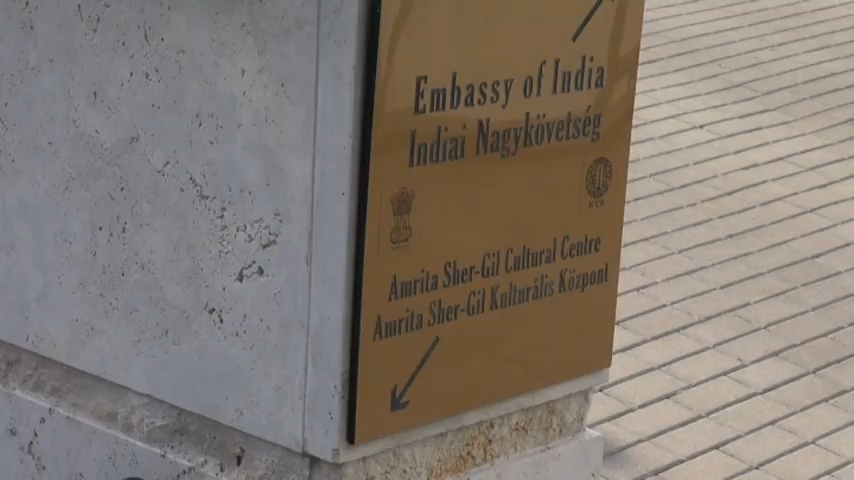 Embassy of India
Indiai Nagykövetség
Amrita Sher-Gil Cultural Centre
Amrita Sher-Gil Kulturális Központ